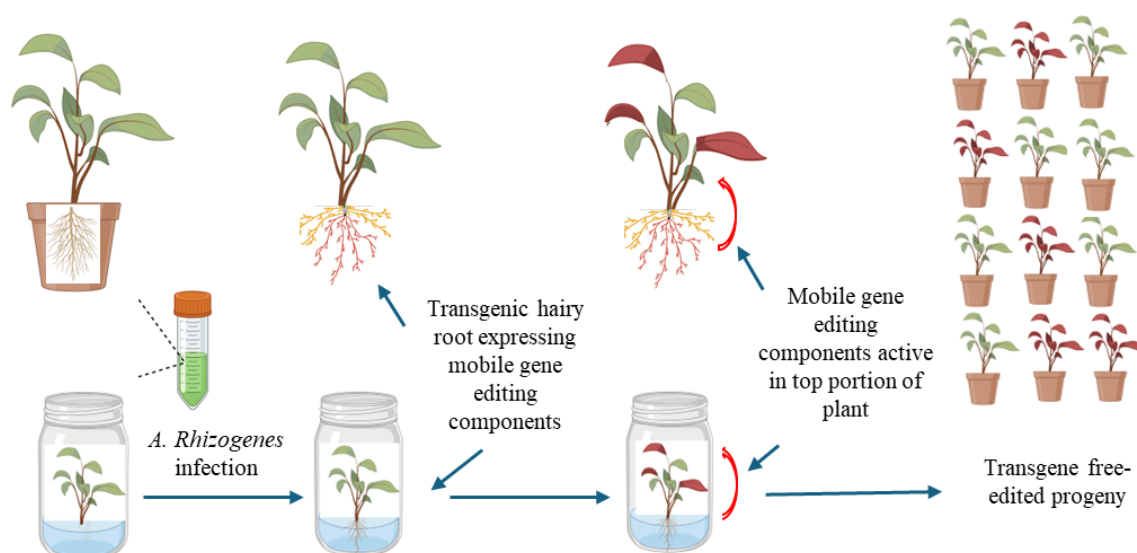 A. Rhizogenes
infection
Transgenic hairy
root expressing
mobile gene
editing
components
Mobile gene
editing
components active
in top portion of
plant
Transgene free-
edited progeny